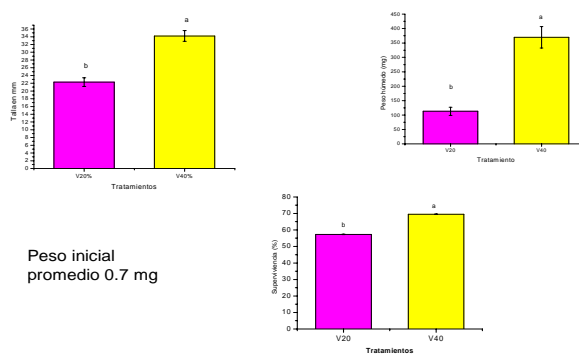 36
34
32
30
28
26
24
22
20
18
16
14
12
10
8
6
4
2
0
Talla en mm
b
a
V20%
V40%
Tratamientos
450
400
350
300
250
200
150
100
50
0
Peso húmedo (mg)
b
a
V20
V40
Tratamiento
Peso inicial
promedio 0.7 mg
80
70
60
50
40
30
20
10
0
Supervivencia (%)
b
a
V20
V40
Tratamientos